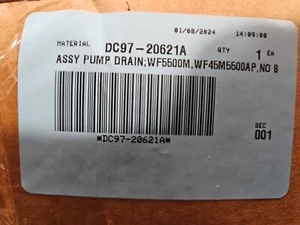 01/08/2024 14:09:08
MATERIAL DC97-20621A QTY 1 EA
ASSY PUMP DRAIN;WF5500M,WF45M5500AP,NO B
SEC
001
*DC97-20621A*